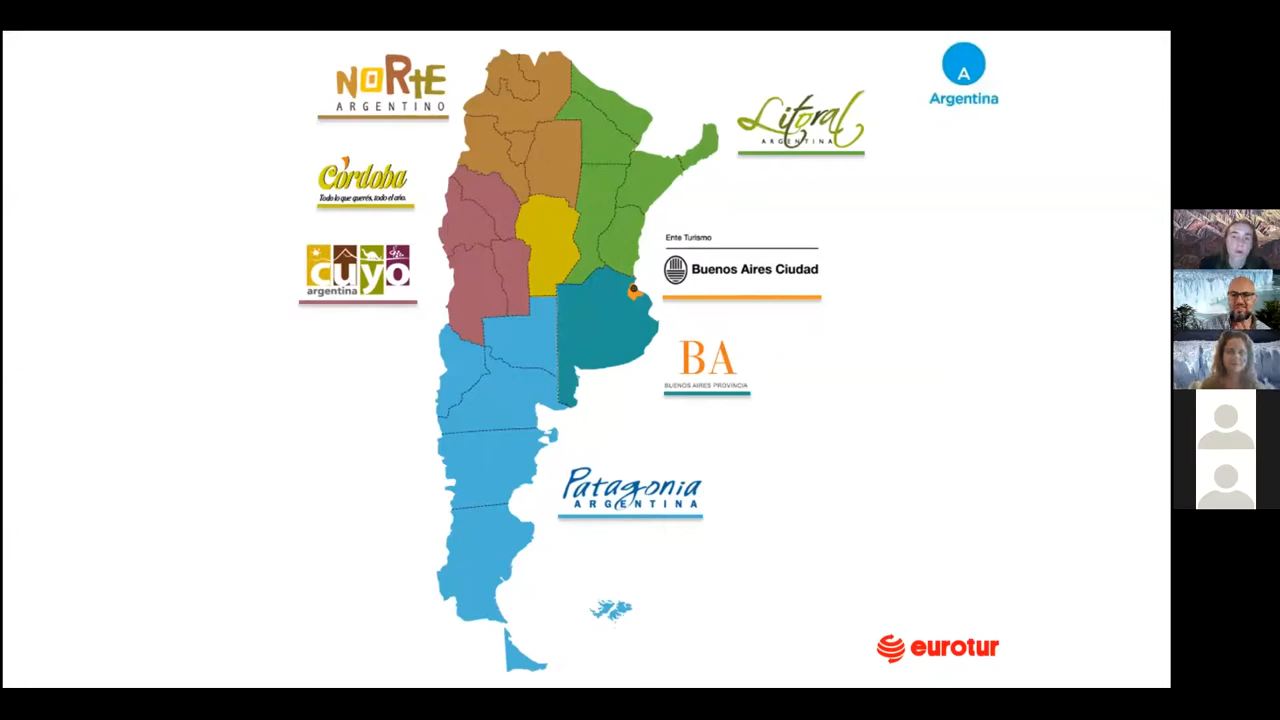 NORTE
ARGENTINO
Córdoba
Todo lo que querés, todo el año.
cuyo
argentina
Litoral
ARGENTINA
A
Argentina
Ente Turismo
Buenos Aires Ciudad
BA
BUENOS AIRES PROVINCIA
Patagonia
ARGENTINA
eurotur